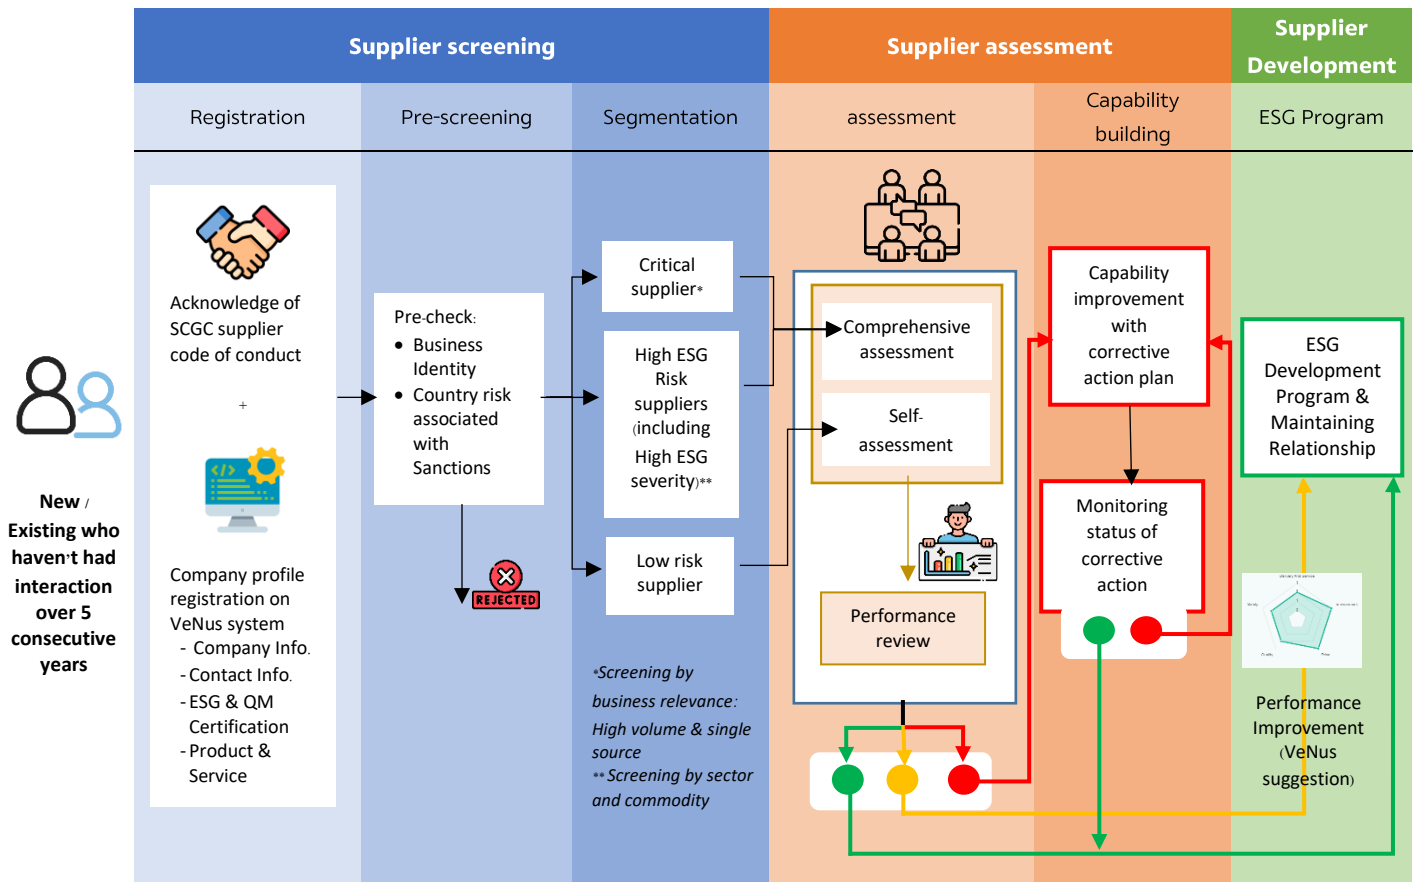 Supplier screening
Supplier assessment
Supplier
Development
Registration
Pre-screening
Segmentation
assessment
Capability
building
ESG Program
New /
Existing who
haven't had
interaction
over 5
consecutive
years
Acknowledge of
SCGC supplier
code of conduct
+
Company profile
registration on
VeNus system
- Company Info.
- Contact Info.
- ESG & QM
Certification
- Product &
Service
Pre-check:
• Business
Identity
• Country risk
associated
with
Sanctions
REJECTED
Critical
supplier*
High ESG
Risk
suppliers
(including
High ESG
severity)**
Low risk
supplier
*Screening by
business relevance:
High volume & single
source
** Screening by sector
and commodity
Comprehensive
assessment
Self-
assessment
Performance
review
Capability
improvement
with
corrective
action plan
Monitoring
status of
corrective
action
ESG
Development
Program &
Maintaining
Relationship
Performance
Improvement
(VeNus
suggestion)